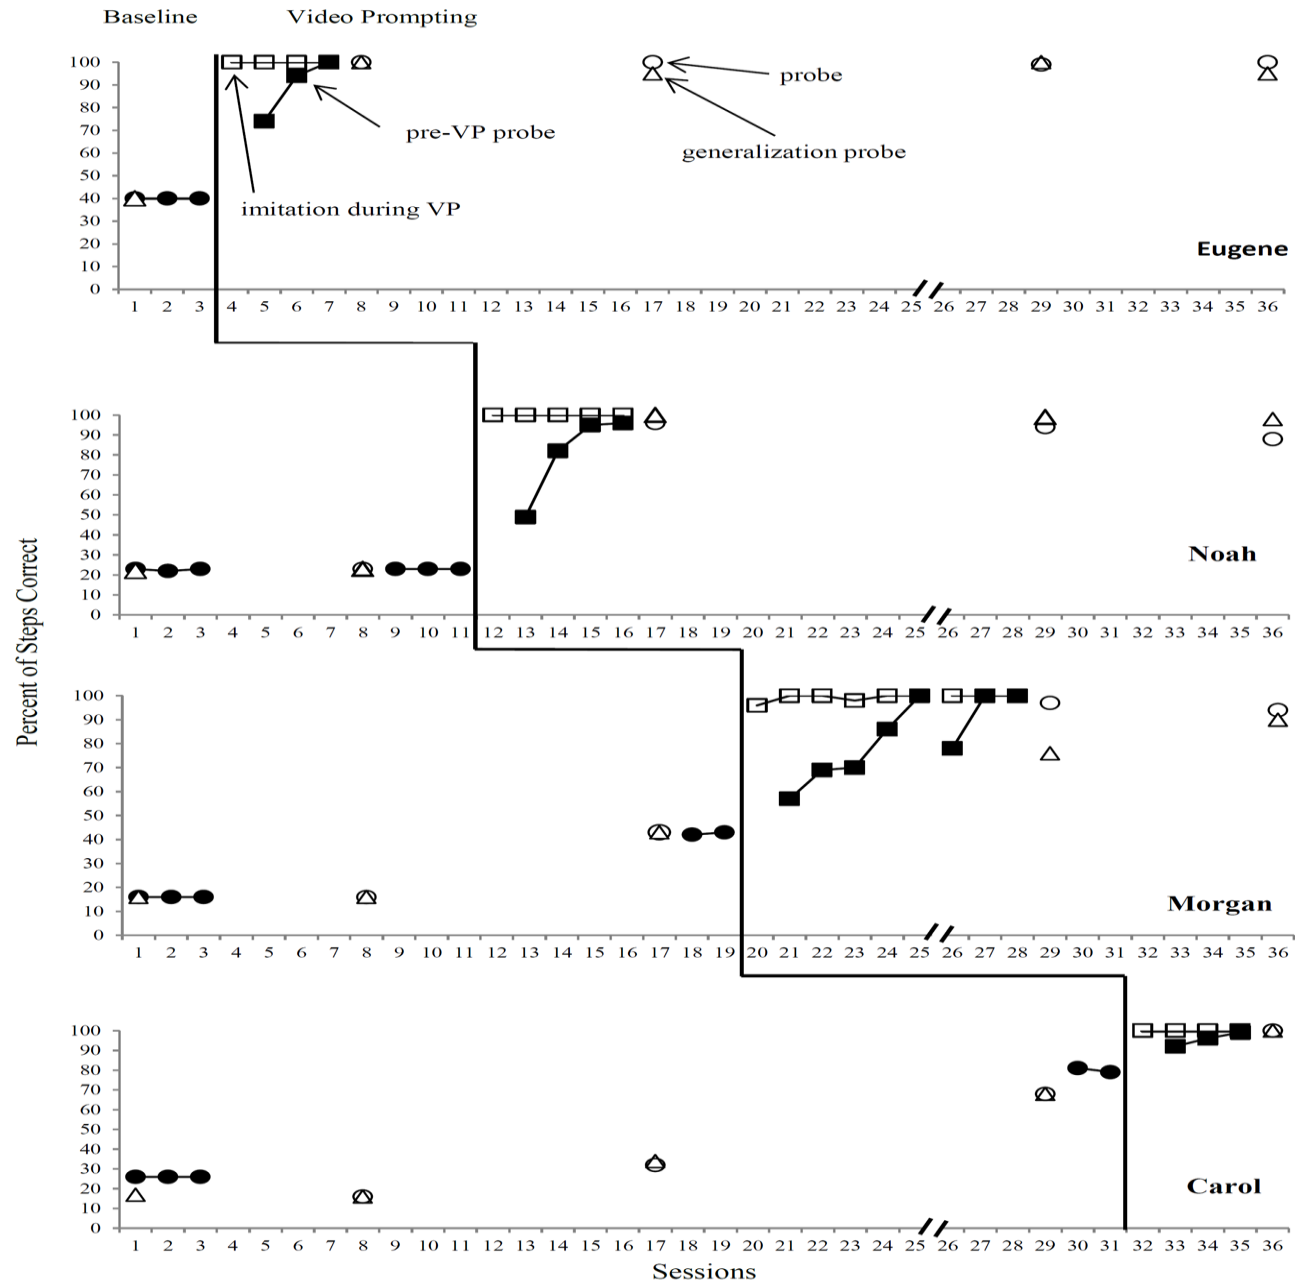 Baseline Video Prompting
100
90
80
70
60
50
40
30
20
10
0
probe
pre-VP probe
generalization probe
imitation during VP
Eugene
1 2 3 4 5 6 7 8 9 10 11 12 13 14 15 16 17 18 19 20 21 22 23 24 25 26 27 28 29 30 31 32 33 34 35 36
100
90
80
70
60
50
40
30
20
10
0
Noah
1 2 3 4 5 6 7 8 9 10 11 12 13 14 15 16 17 18 19 20 21 22 23 24 25 26 27 28 29 30 31 32 33 34 35 36
Percent of Steps Correct
100
90
80
70
60
50
40
30
20
10
0
Morgan
1 2 3 4 5 6 7 8 9 10 11 12 13 14 15 16 17 18 19 20 21 22 23 24 25 26 27 28 29 30 31 32 33 34 35 36
100
90
80
70
60
50
40
30
20
10
0
Carol
1 2 3 4 5 6 7 8 9 10 11 12 13 14 15 16 17 18 19 20 21 22 23 24 25 26 27 28 29 30 31 32 33 34 35 36
Sessions